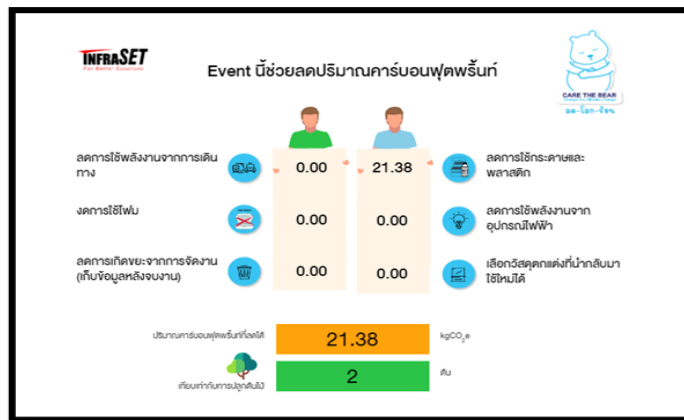 INFRASET
For Better Solutions
Event นี้ช่วยลดปริมาณคาร์บอนฟุตพริ้นท์
CARE THE BEAR
Change the Climate Change
ลด-โลก-ร้อน
ลดการใช้พลังงานจากการเดิน
ทาง
0.00
21.38
ลดการใช้กระดาษและ
พลาสติก
งดการใช้โฟม
0.00
0.00
ลดการใช้พลังงานจาก
อุปกรณ์ไฟฟ้า
ลดการเกิดขยะจากการจัดงาน
(เก็บข้อมูลหลังจบงาน)
0.00
0.00
เลือกวัสดุตกแต่งที่นำกลับมา
ใช้ใหม่ได้
ปริมาณคาร์บอนฟุตพริ้นท์ที่ลดได้
21.38
kgCO₂e
เทียบเท่ากับการปลูกต้นไม้
2
ต้น